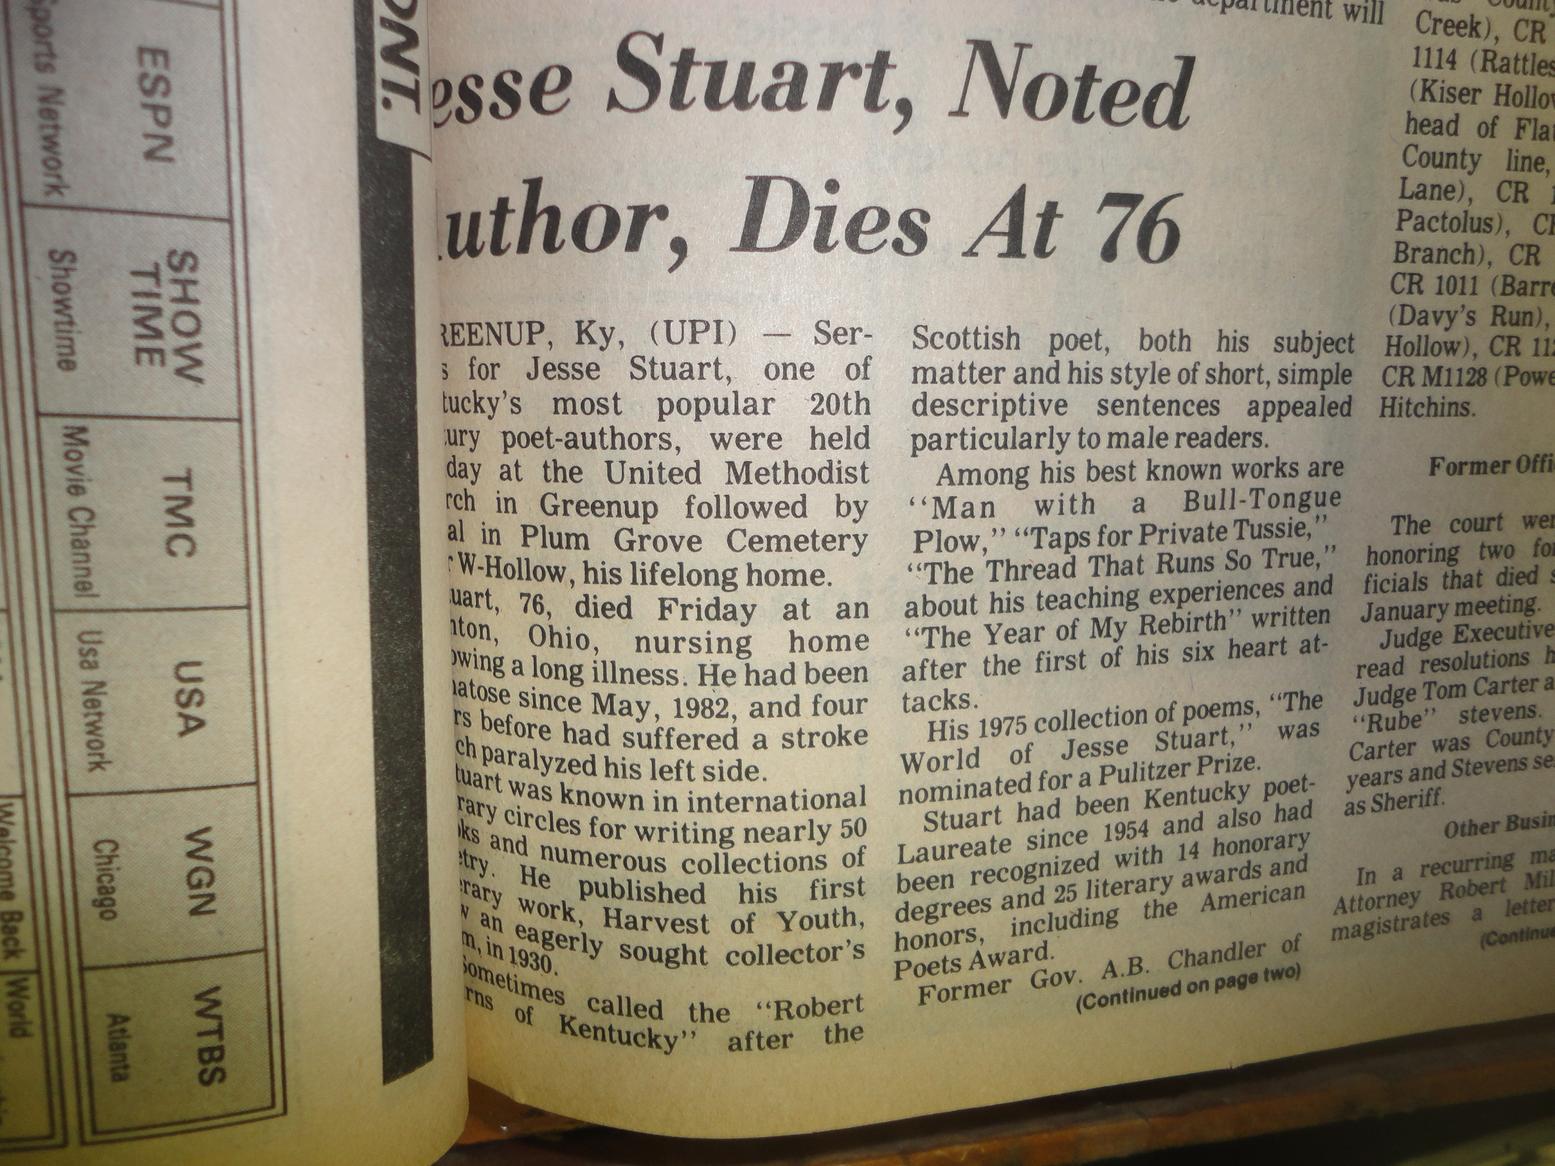 ONT.
ESPN
Sports Network
SHOW
TIME
Showtime
TMC
Movie Channel
USA
Usa Network
WGN
Chicago
WTBS
Atlanta
Welcome Back
World
department will
esse Stuart, Noted
uthor, Dies At 76
REENUP, Ky, (UPI) — Ser-
s for Jesse Stuart, one of
tucky's most popular 20th
ury poet-authors, were held
day at the United Methodist
rch in Greenup followed by
al in Plum Grove Cemetery
r W-Hollow, his lifelong home.
uart, 76, died Friday at an
nton, Ohio, nursing home
owing a long illness. He had been
atose since May, 1982, and four
rs before had suffered a stroke
ch paralyzed his left side.
tuart was known in international
rary circles for writing nearly 50
ks and numerous collections of
etry. He published his first
erary work, Harvest of Youth,
w an eagerly sought collector's
m, in 1930.
Sometimes called the "Robert
rns of Kentucky" after the
Scottish poet, both his subject
matter and his style of short, simple
descriptive sentences appealed
particularly to male readers.
Among his best known works are
"Man with a Bull-Tongue
Plow," "Taps for Private Tussie,"
"The Thread That Runs So True,"
about his teaching experiences and
"The Year of My Rebirth" written
after the first of his six heart at-
tacks.
His 1975 collection of poems, "The
World of Jesse Stuart," was
nominated for a Pulitzer Prize.
Stuart had been Kentucky poet-
Laureate since 1954 and also had
been recognized with 14 honorary
degrees and 25 literary awards and
honors, including the American
Poets Award.
Former Gov. A.B. Chandler of
(Continued on page two)
Creek), CR
1114 (Rattles
(Kiser Hollo
head of Fla
County line,
Lane), CR 1
Pactolus), C
Branch), CR
CR 1011 (Barre
(Davy's Run),
Hollow), CR 11
CR M1128 (Powe
Hitchins.
Former Offi
The court wer
honoring two fo
ficials that died s
January meeting.
Judge Executive
read resolutions h
Judge Tom Carter a
"Rube" stevens.
Carter was County
years and Stevens se
as Sheriff.
Other Busin
In a recurring ma
Attorney Robert Mil
magistrates a letter
(Continue